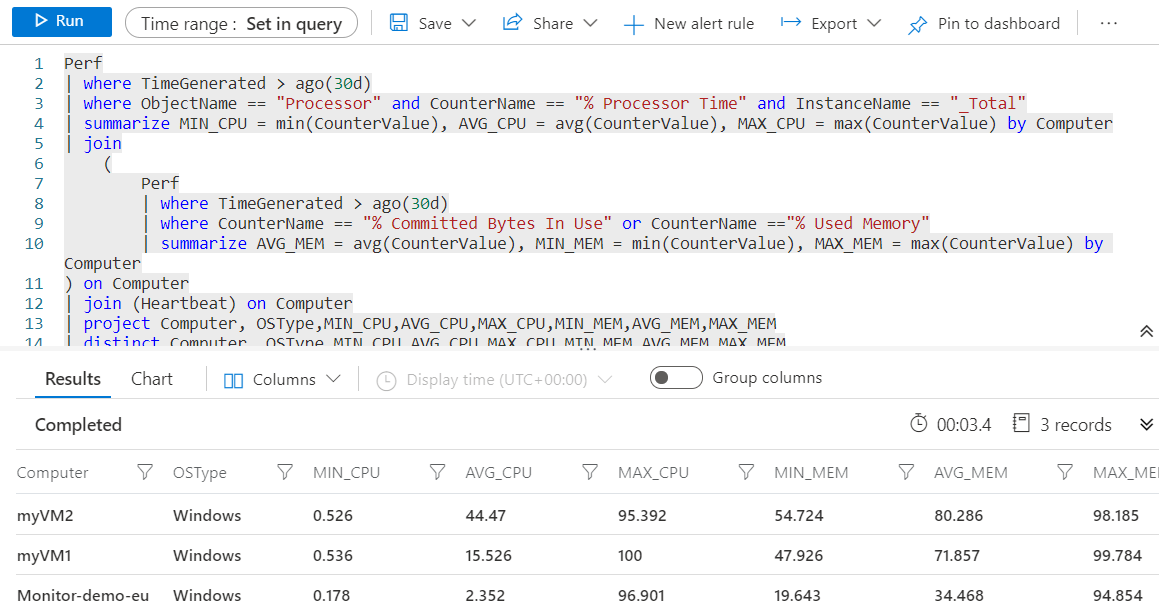 Run Time range : Set in query Save Share New alert rule Export Pin to dashboard ...
1 Perf
2 | where TimeGenerated > ago(30d)
3 | where ObjectName == "Processor" and CounterName == "% Processor Time" and InstanceName == "_Total"
4 | summarize MIN_CPU = min(CounterValue), AVG_CPU = avg(CounterValue), MAX_CPU = max(CounterValue) by Computer
5 | join
6 (
7 Perf
8 | where TimeGenerated > ago(30d)
9 | where CounterName == "% Committed Bytes In Use" or CounterName =="% Used Memory"
10 | summarize AVG_MEM = avg(CounterValue), MIN_MEM = min(CounterValue), MAX_MEM = max(CounterValue) by
Computer
11 ) on Computer
12 | join (Heartbeat) on Computer
13 | project Computer, OSType,MIN_CPU,AVG_CPU,MAX_CPU,MIN_MEM,AVG_MEM,MAX_MEM
14 | distinct Computer, OSType,MIN_CPU,AVG_CPU,MAX_CPU,MIN_MEM,AVG_MEM,MAX_MEM
Results Chart Columns Display time (UTC+00:00) Group columns
Completed 00:03.4 3 records
Computer OSType MIN_CPU AVG_CPU MAX_CPU MIN_MEM AVG_MEM MAX_ME
myVM2 Windows 0.526 44.47 95.392 54.724 80.286 98.185
myVM1 Windows 0.536 15.526 100 47.926 71.857 99.784
Monitor-demo-eu Windows 0.178 2.352 96.901 19.643 34.468 94.854